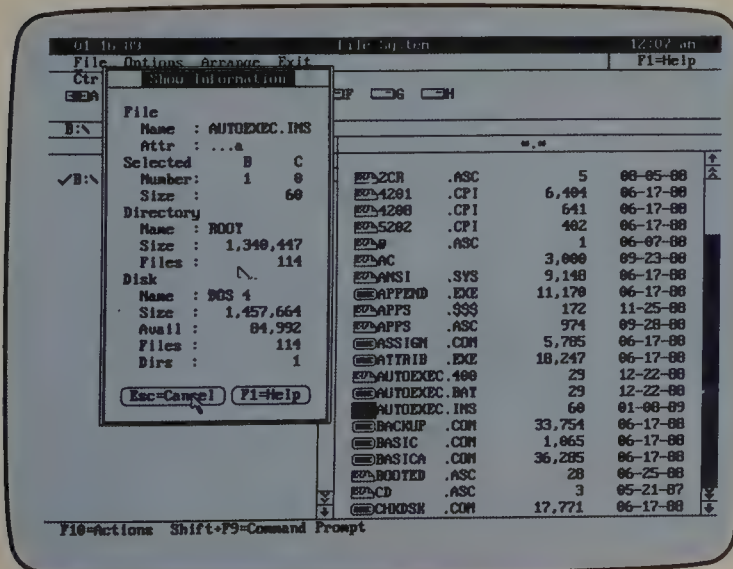 01-16-89 File System 12:07 am
File Options Arrange Exit F1=Help
Ctr
Show Information
A F G H
File
B:\
Name : AUTOEXEC.INS
Attr : ...a
*.*
Selected B C
Number: 1 0
Size : 60
✓B:\
Directory
Name : ROOT
Size : 1,340,447
Files : 114
Disk
Name : DOS 4
Size : 1,457,664
Avail : 84,992
Files : 114
Dirs : 1
Esc=Cancel F1=Help
2CR .ASC 5 08-05-88
4201 .CPI 6,404 06-17-88
4208 .CPI 641 06-17-88
5202 .CPI 402 06-17-88
.ASC 1 06-07-88
AC 3,000 09-23-88
ANSI .SYS 9,148 06-17-88
APPEND .EXE 11,170 06-17-88
APPS .$$$ 172 11-25-88
APPS .ASC 974 09-28-88
ASSIGN .COM 5,785 06-17-88
ATTRIB .EXE 18,247 06-17-88
AUTOEXEC.400 29 12-22-88
AUTOEXEC.BAT 29 12-22-88
AUTOEXEC.INS 60 01-08-89
BACKUP .COM 33,754 06-17-88
BASIC .COM 1,065 06-17-88
BASICA .COM 36,285 06-17-88
BOOTED .ASC 28 06-25-88
CD .ASC 3 05-21-87
CHKDSK .COM 17,771 06-17-88
F10=Actions Shift+F9=Command Prompt